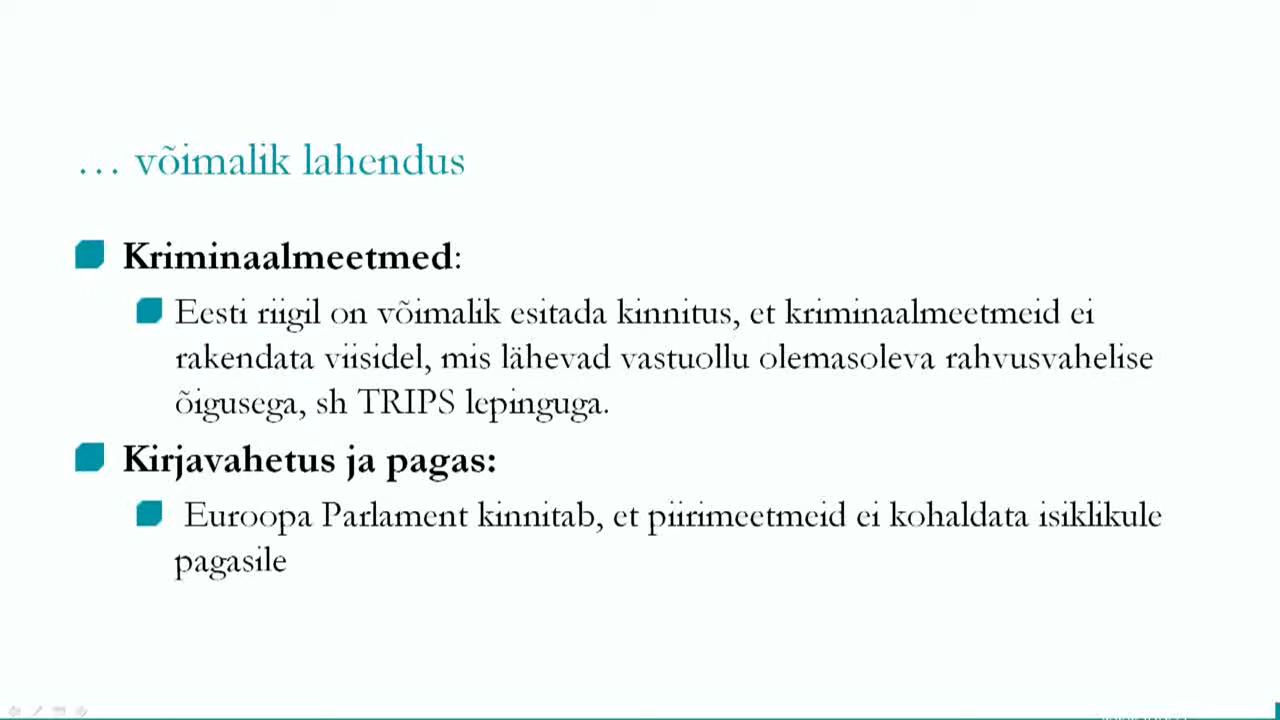 … võimalik lahendus
Kriminaalmeetmed:
Eesti riigil on võimalik esitada kinnitus, et kriminaalmeetmeid ei
rakendata viisidel, mis lähevad vastuollu olemasoleva rahvusvahelise
õigusega, sh TRIPS lepinguga.
Kirjavahetus ja pagas:
Euroopa Parlament kinnitab, et piirimeetmeid ei kohaldata isiklikule
pagasile